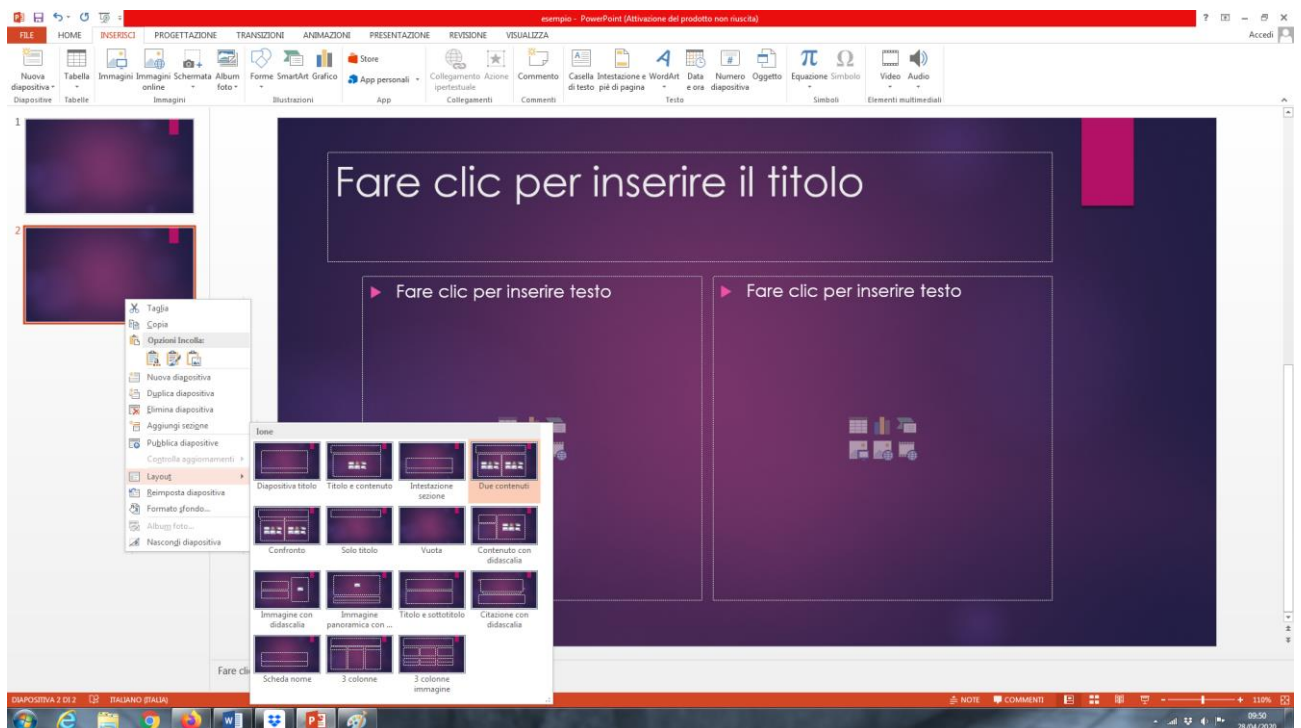 esempio - PowerPoint (Attivazione del prodotto non riuscita)
FILE HOME INSERISCI PROGETTAZIONE TRANSIZIONI ANIMAZIONI PRESENTAZIONE REVISIONE VISUALIZZA
Accedi
Nuova diapositiva
Tabella
Immagini
Immagini online
Schermata
Album foto
Forme
SmartArt
Grafico
Store
App personali
Collegamento ipertestuale
Azione
Commento
Casella di testo
Intestazione e piè di pagina
WordArt
Data e ora
Numero diapositiva
Oggetto
Equazione
Simbolo
Video
Audio
Diapositive
Tabelle
Immagini
Illustrazioni
App
Collegamenti
Commenti
Testo
Simboli
Elementi multimediali
1
2
Fare clic per inserire il titolo
Fare clic per inserire testo
Fare clic per inserire testo
Taglia
Copia
Opzioni Incolla:
Nuova diapositiva
Duplica diapositiva
Elimina diapositiva
Aggiungi sezione
Pubblica diapositive
Controlla aggiornamenti
Layout
Reimposta diapositiva
Formato sfondo...
Album foto...
Nascondi diapositiva
Ione
Diapositiva titolo
Titolo e contenuto
Intestazione sezione
Due contenuti
Confronto
Solo titolo
Vuota
Contenuto con didascalia
Immagine con didascalia
Immagine panoramica con ...
Titolo e sottotitolo
Citazione con didascalia
Scheda nome
3 colonne
3 colonne immagine
Fare cli
DIAPOSITIVA 2 DI 2 ITALIANO (ITALIA)
NOTE COMMENTI 110%
09:50
28/04/2020